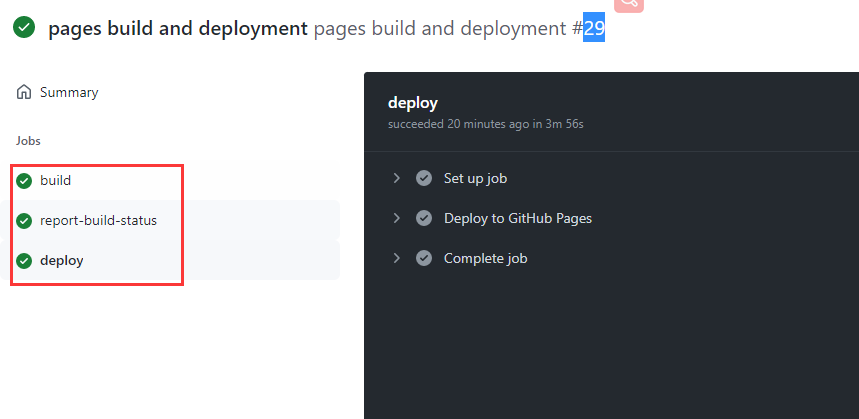 pages build and deployment pages build and deployment #29
Summary
Jobs
build
report-build-status
deploy
deploy
succeeded 20 minutes ago in 3m 56s
Set up job
Deploy to GitHub Pages
Complete job